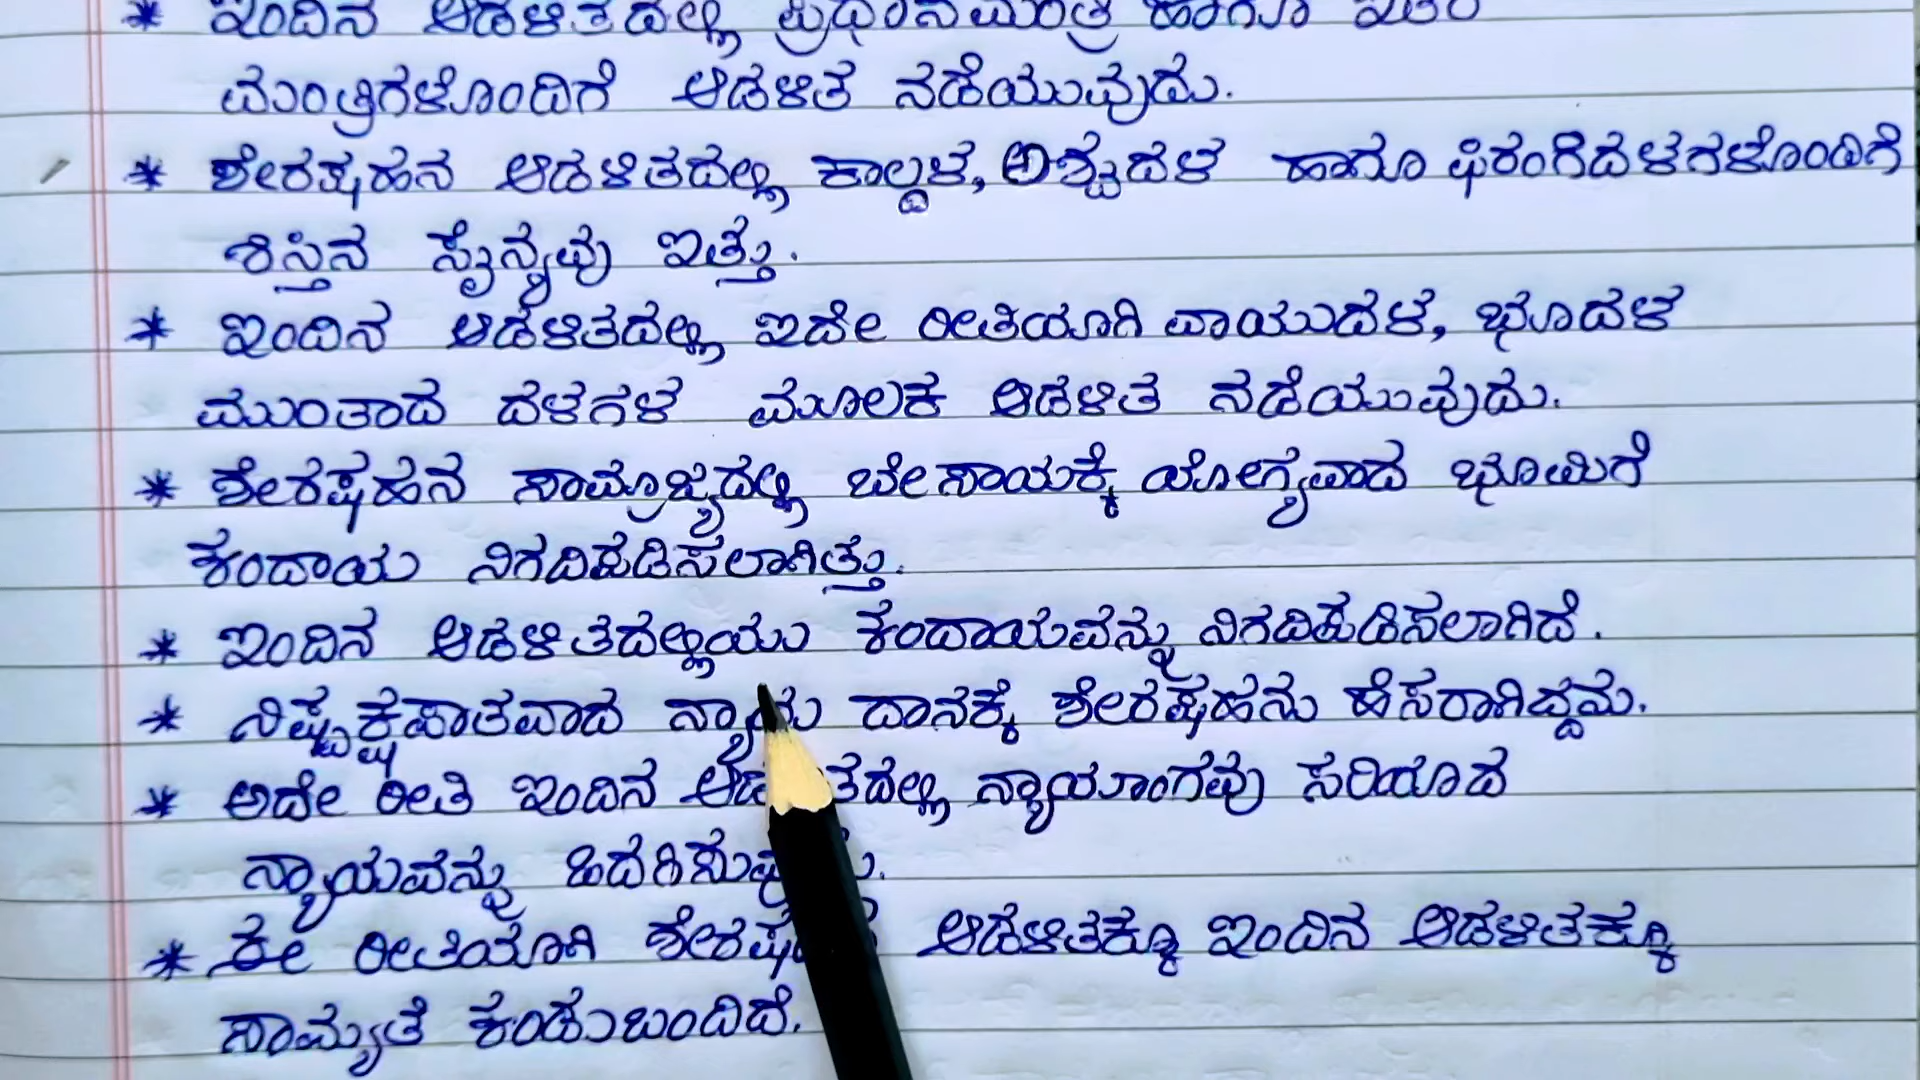 * ಇಂದಿನ ಆಡಳಿತದಲ್ಲಿ ಪ್ರಧಾನಮಂತ್ರಿ ಹಾಗೂ ಇತರ
ಮಂತ್ರಿಗಳೊಂದಿಗೆ ಆಡಳಿತ ನಡೆಯುವುದು.
* ಶೇರಷಹನ ಆಡಳಿತದಲ್ಲಿ ಕಾಲ್ದಳ, ಅಶ್ವದಳ ಹಾಗೂ ಫಿರಂಗಿದಳಗಳೊಂದಿಗೆ
ಶಿಸ್ತಿನ ಸೈನ್ಯವು ಇತ್ತು.
* ಇಂದಿನ ಆಡಳಿತದಲ್ಲಿ ಇದೇ ರೀತಿಯಾಗಿ ವಾಯುದಳ, ಭೂದಳ
ಮುಂತಾದ ದಳಗಳ ಮೂಲಕ ಆಡಳಿತ ನಡೆಯುವುದು.
* ಶೇರಷಹನ ಸಾಮ್ರಾಜ್ಯದಲ್ಲಿ ಬೇಸಾಯಕ್ಕೆ ಯೋಗ್ಯವಾದ ಭೂಮಿಗೆ
ಕಂದಾಯ ನಿಗದಿಪಡಿಸಲಾಗಿತ್ತು.
* ಇಂದಿನ ಆಡಳಿತದಲ್ಲಿಯು ಕಂದಾಯವನ್ನು ನಿಗದಿಪಡಿಸಲಾಗಿದೆ.
* ನಿಷ್ಪಕ್ಷಪಾತವಾದ ನ್ಯಾಯ ದಾನಕ್ಕೆ ಶೇರಷಹನು ಹೆಸರಾಗಿದ್ದನು.
* ಅದೇ ರೀತಿ ಇಂದಿನ ಆಡಳಿತದಲ್ಲಿ ನ್ಯಾಯಾಂಗವು ಸರಿಯಾದ
ನ್ಯಾಯವನ್ನು
* ಈ ರೀತಿಯಾಗಿ ಆಡಳಿತಕ್ಕೂ ಇಂದಿನ ಆಡಳಿತಕ್ಕೂ
ಸಾಮ್ಯತೆ ಕಂಡುಬಂದಿದೆ.